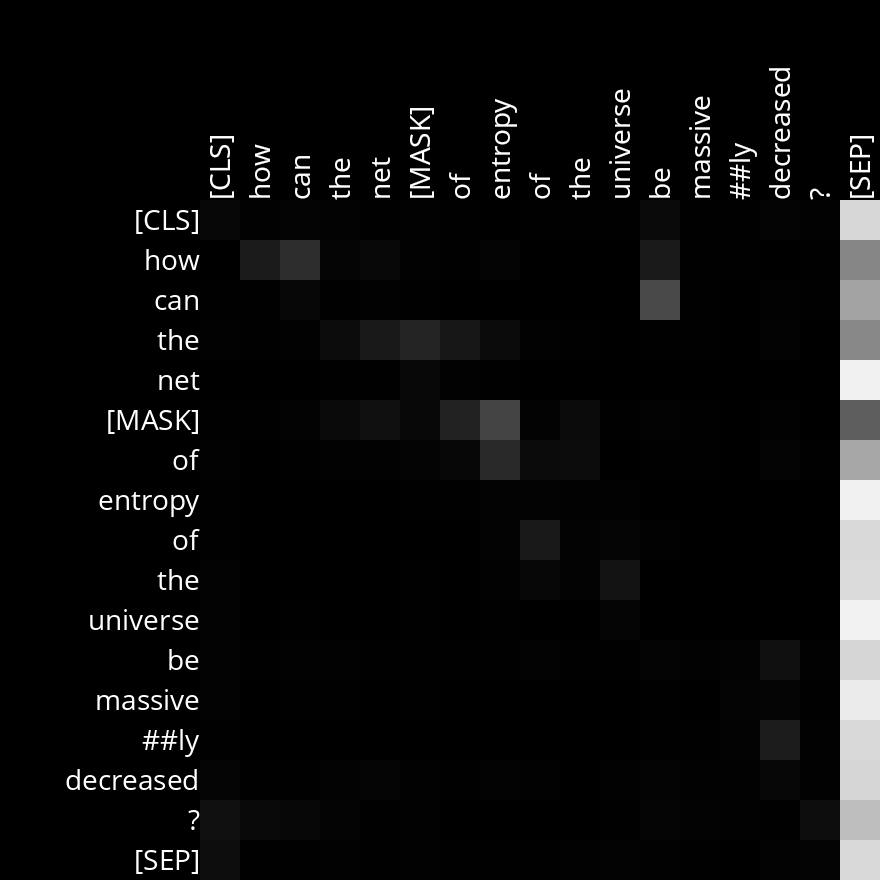 [CLS] how can the net [MASK] of entropy of the universe be massive ##ly decreased ? [SEP]
[CLS]
how
can
the
net
[MASK]
of
entropy
of
the
universe
be
massive
##ly
decreased
?
[SEP]